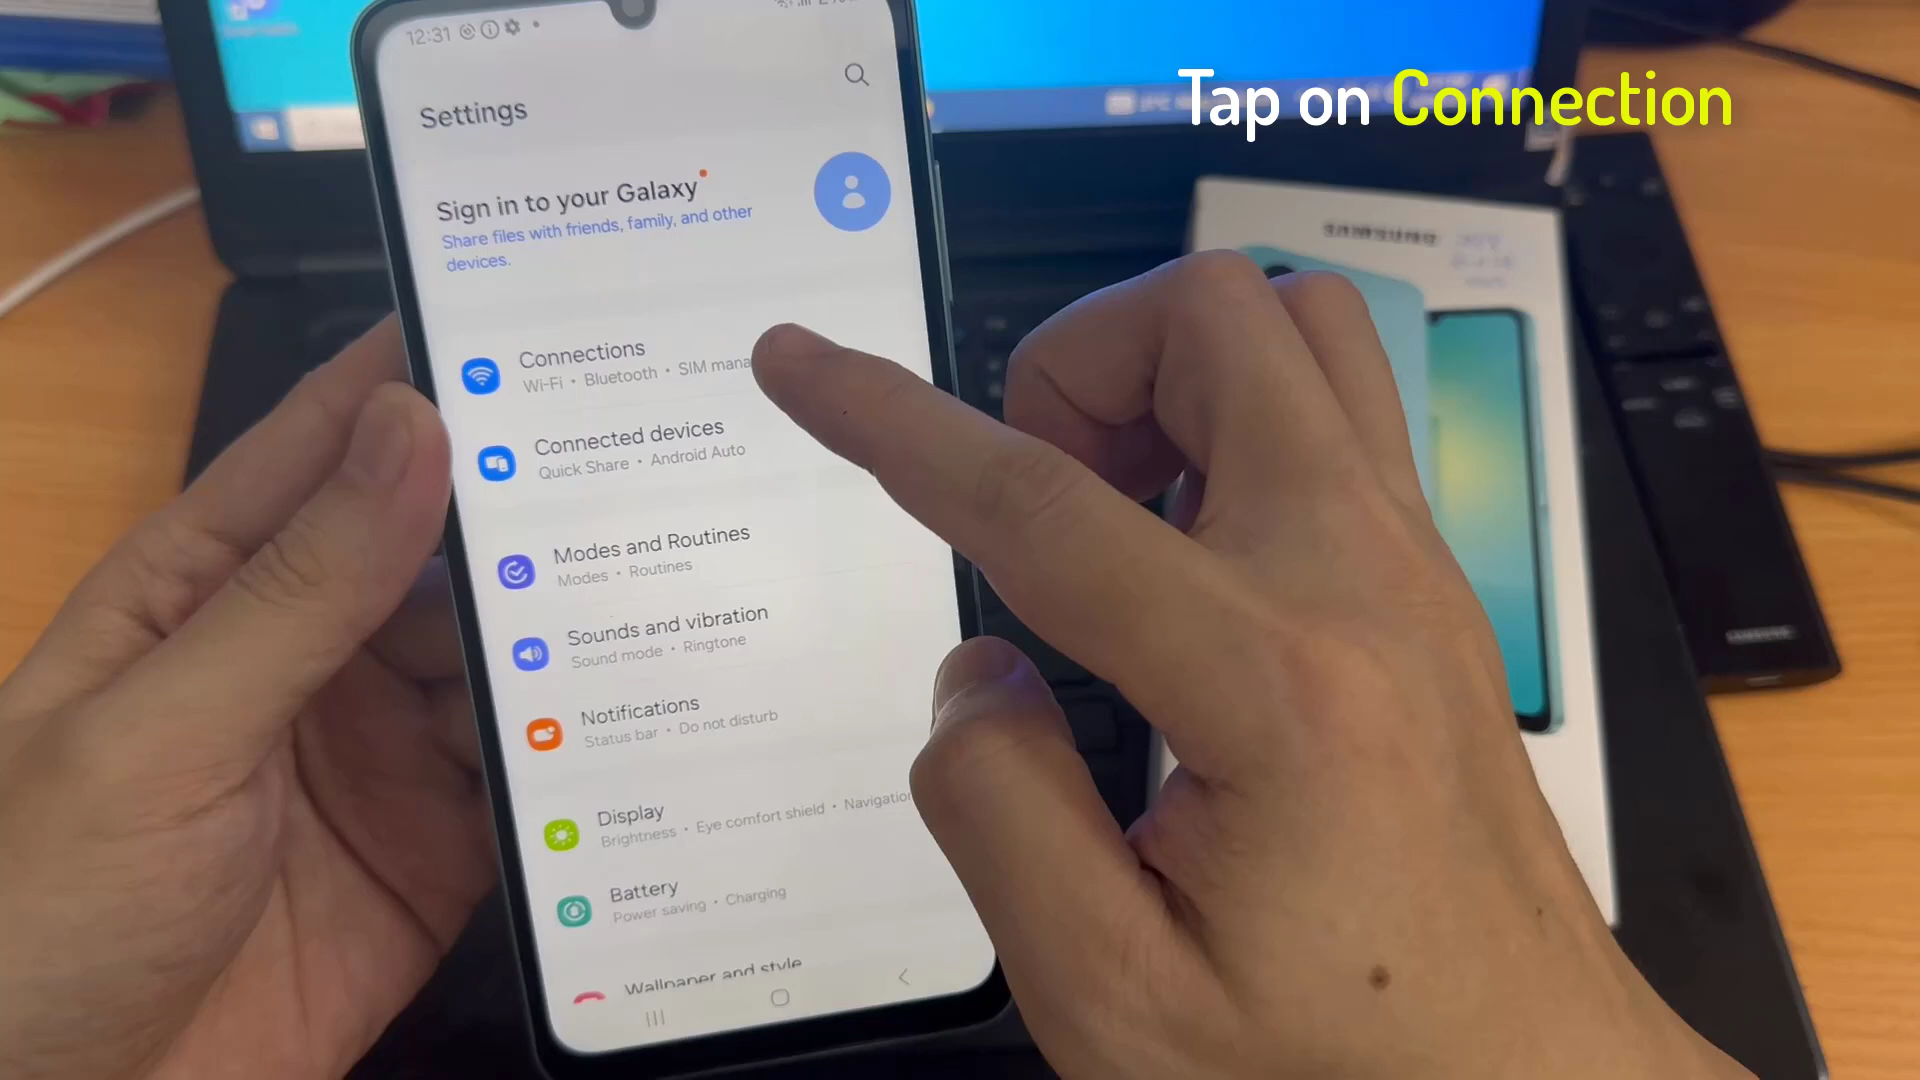 12:31
Tap on Connection
Settings
Sign in to your Galaxy
Share files with friends, family, and other
devices.
SAMSUNG
Connections
Wi-Fi • Bluetooth • SIM mana
Connected devices
Quick Share • Android Auto
Modes and Routines
Modes • Routines
Sounds and vibration
Sound mode • Ringtone
SAMSUNG
Notifications
Status bar • Do not disturb
Display
Brightness • Eye comfort shield • Navigation
Battery
Power saving • Charging
Wallpaper and style